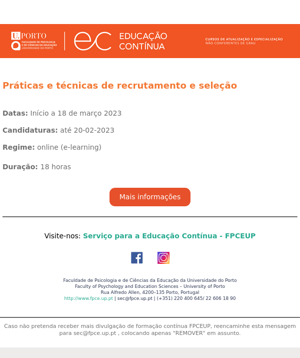 U.PORTO
FACULDADE DE PSICOLOGIA
E DE CIÊNCIAS DA EDUCAÇÃO
UNIVERSIDADE DO PORTO
EDUCAÇÃO
CONTÍNUA
CURSOS DE ATUALIZAÇÃO E ESPECIALIZAÇÃO
NÃO CONFERENTES DE GRAU
Práticas e técnicas de recrutamento e seleção
Datas: Início a 18 de março 2023
Candidaturas: até 20-02-2023
Regime: online (e-learning)
Duração: 18 horas
Mais informações
Visite-nos: Serviço para a Educação Contínua - FPCEUP
Faculdade de Psicologia e de Ciências da Educação da Universidade do Porto
Faculty of Psychology and Education Sciences - University of Porto
Rua Alfredo Allen, 4200-135 Porto, Portugal
http://www.fpce.up.pt | sec@fpce.up.pt | (+351) 220 400 645/ 22 606 18 90
Caso não pretenda receber mais divulgação de formação contínua FPCEUP, reencaminhe esta mensagem
para sec@fpce.up.pt , colocando apenas "REMOVER" em assunto.